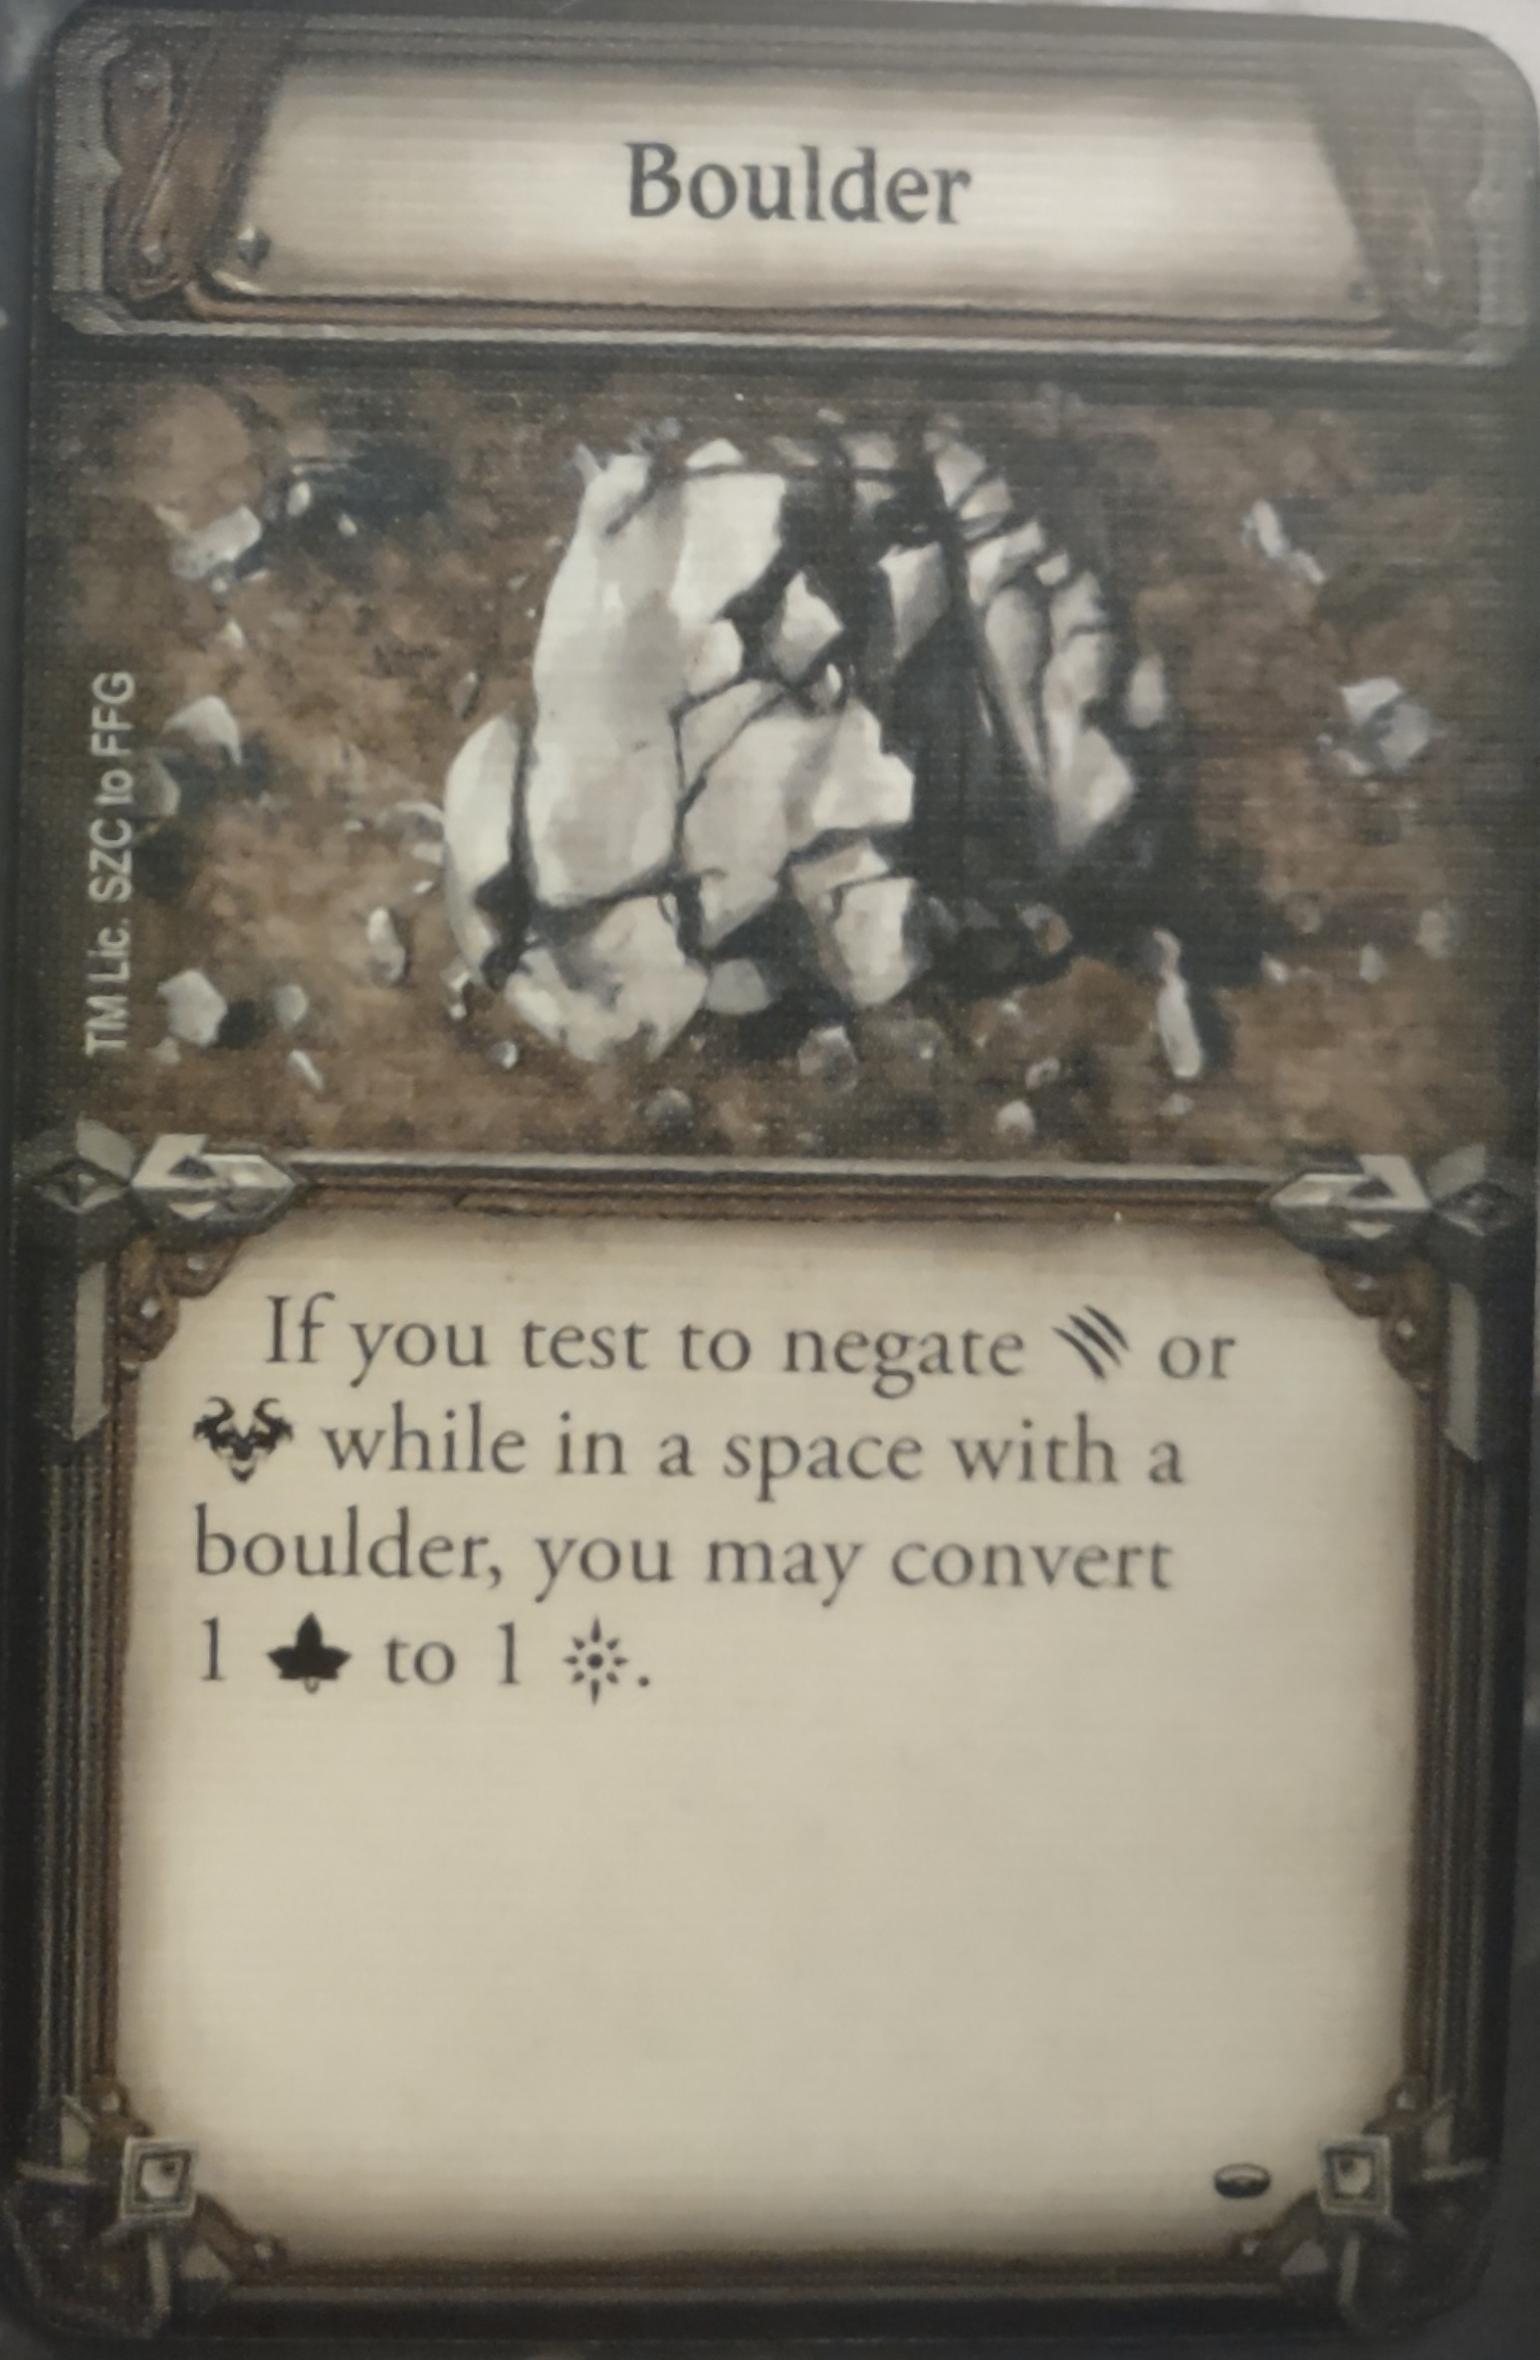 Boulder
TM Lic. SZC to FFG
If you test to negate or
while in a space with a
boulder, you may convert
1 to 1 .